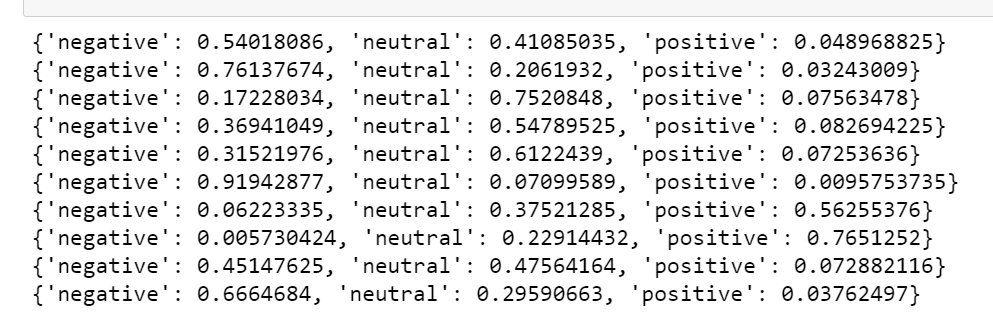 {'negative': 0.54018086, 'neutral': 0.41085035, 'positive': 0.048968825}
{'negative': 0.76137674, 'neutral': 0.2061932, 'positive': 0.03243009}
{'negative': 0.17228034, 'neutral': 0.7520848, 'positive': 0.07563478}
{'negative': 0.36941049, 'neutral': 0.54789525, 'positive': 0.082694225}
{'negative': 0.31521976, 'neutral': 0.6122439, 'positive': 0.07253636}
{'negative': 0.91942877, 'neutral': 0.07099589, 'positive': 0.0095753735}
{'negative': 0.06223335, 'neutral': 0.37521285, 'positive': 0.56255376}
{'negative': 0.005730424, 'neutral': 0.22914432, 'positive': 0.7651252}
{'negative': 0.45147625, 'neutral': 0.47564164, 'positive': 0.072882116}
{'negative': 0.6664684, 'neutral': 0.29590663, 'positive': 0.03762497}